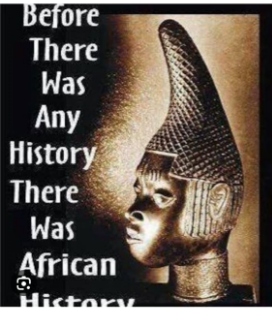 Before
There
Was
Any
History
There
Was
African
History